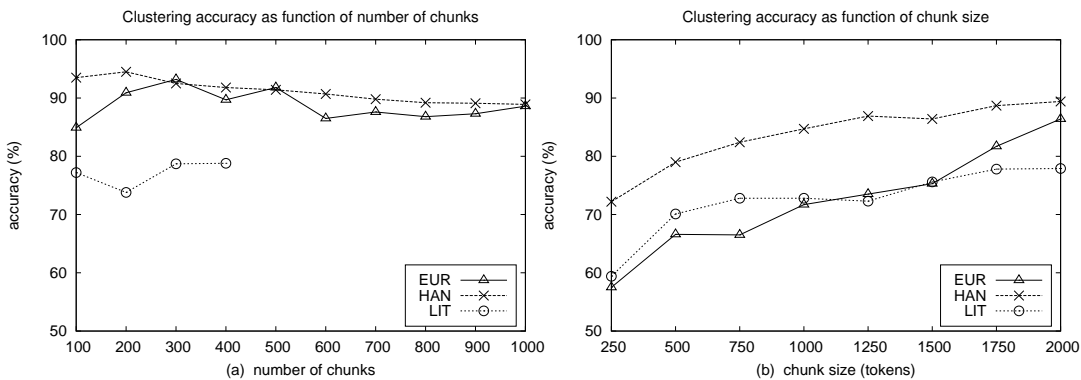 Clustering accuracy as function of number of chunks
100
90
80
70
60
50
accuracy (%)
EUR
HAN
LIT
100 200 300 400 500 600 700 800 900 1000
(a) number of chunks
Clustering accuracy as function of chunk size
100
90
80
70
60
50
accuracy (%)
EUR
HAN
LIT
250 500 750 1000 1250 1500 1750 2000
(b) chunk size (tokens)